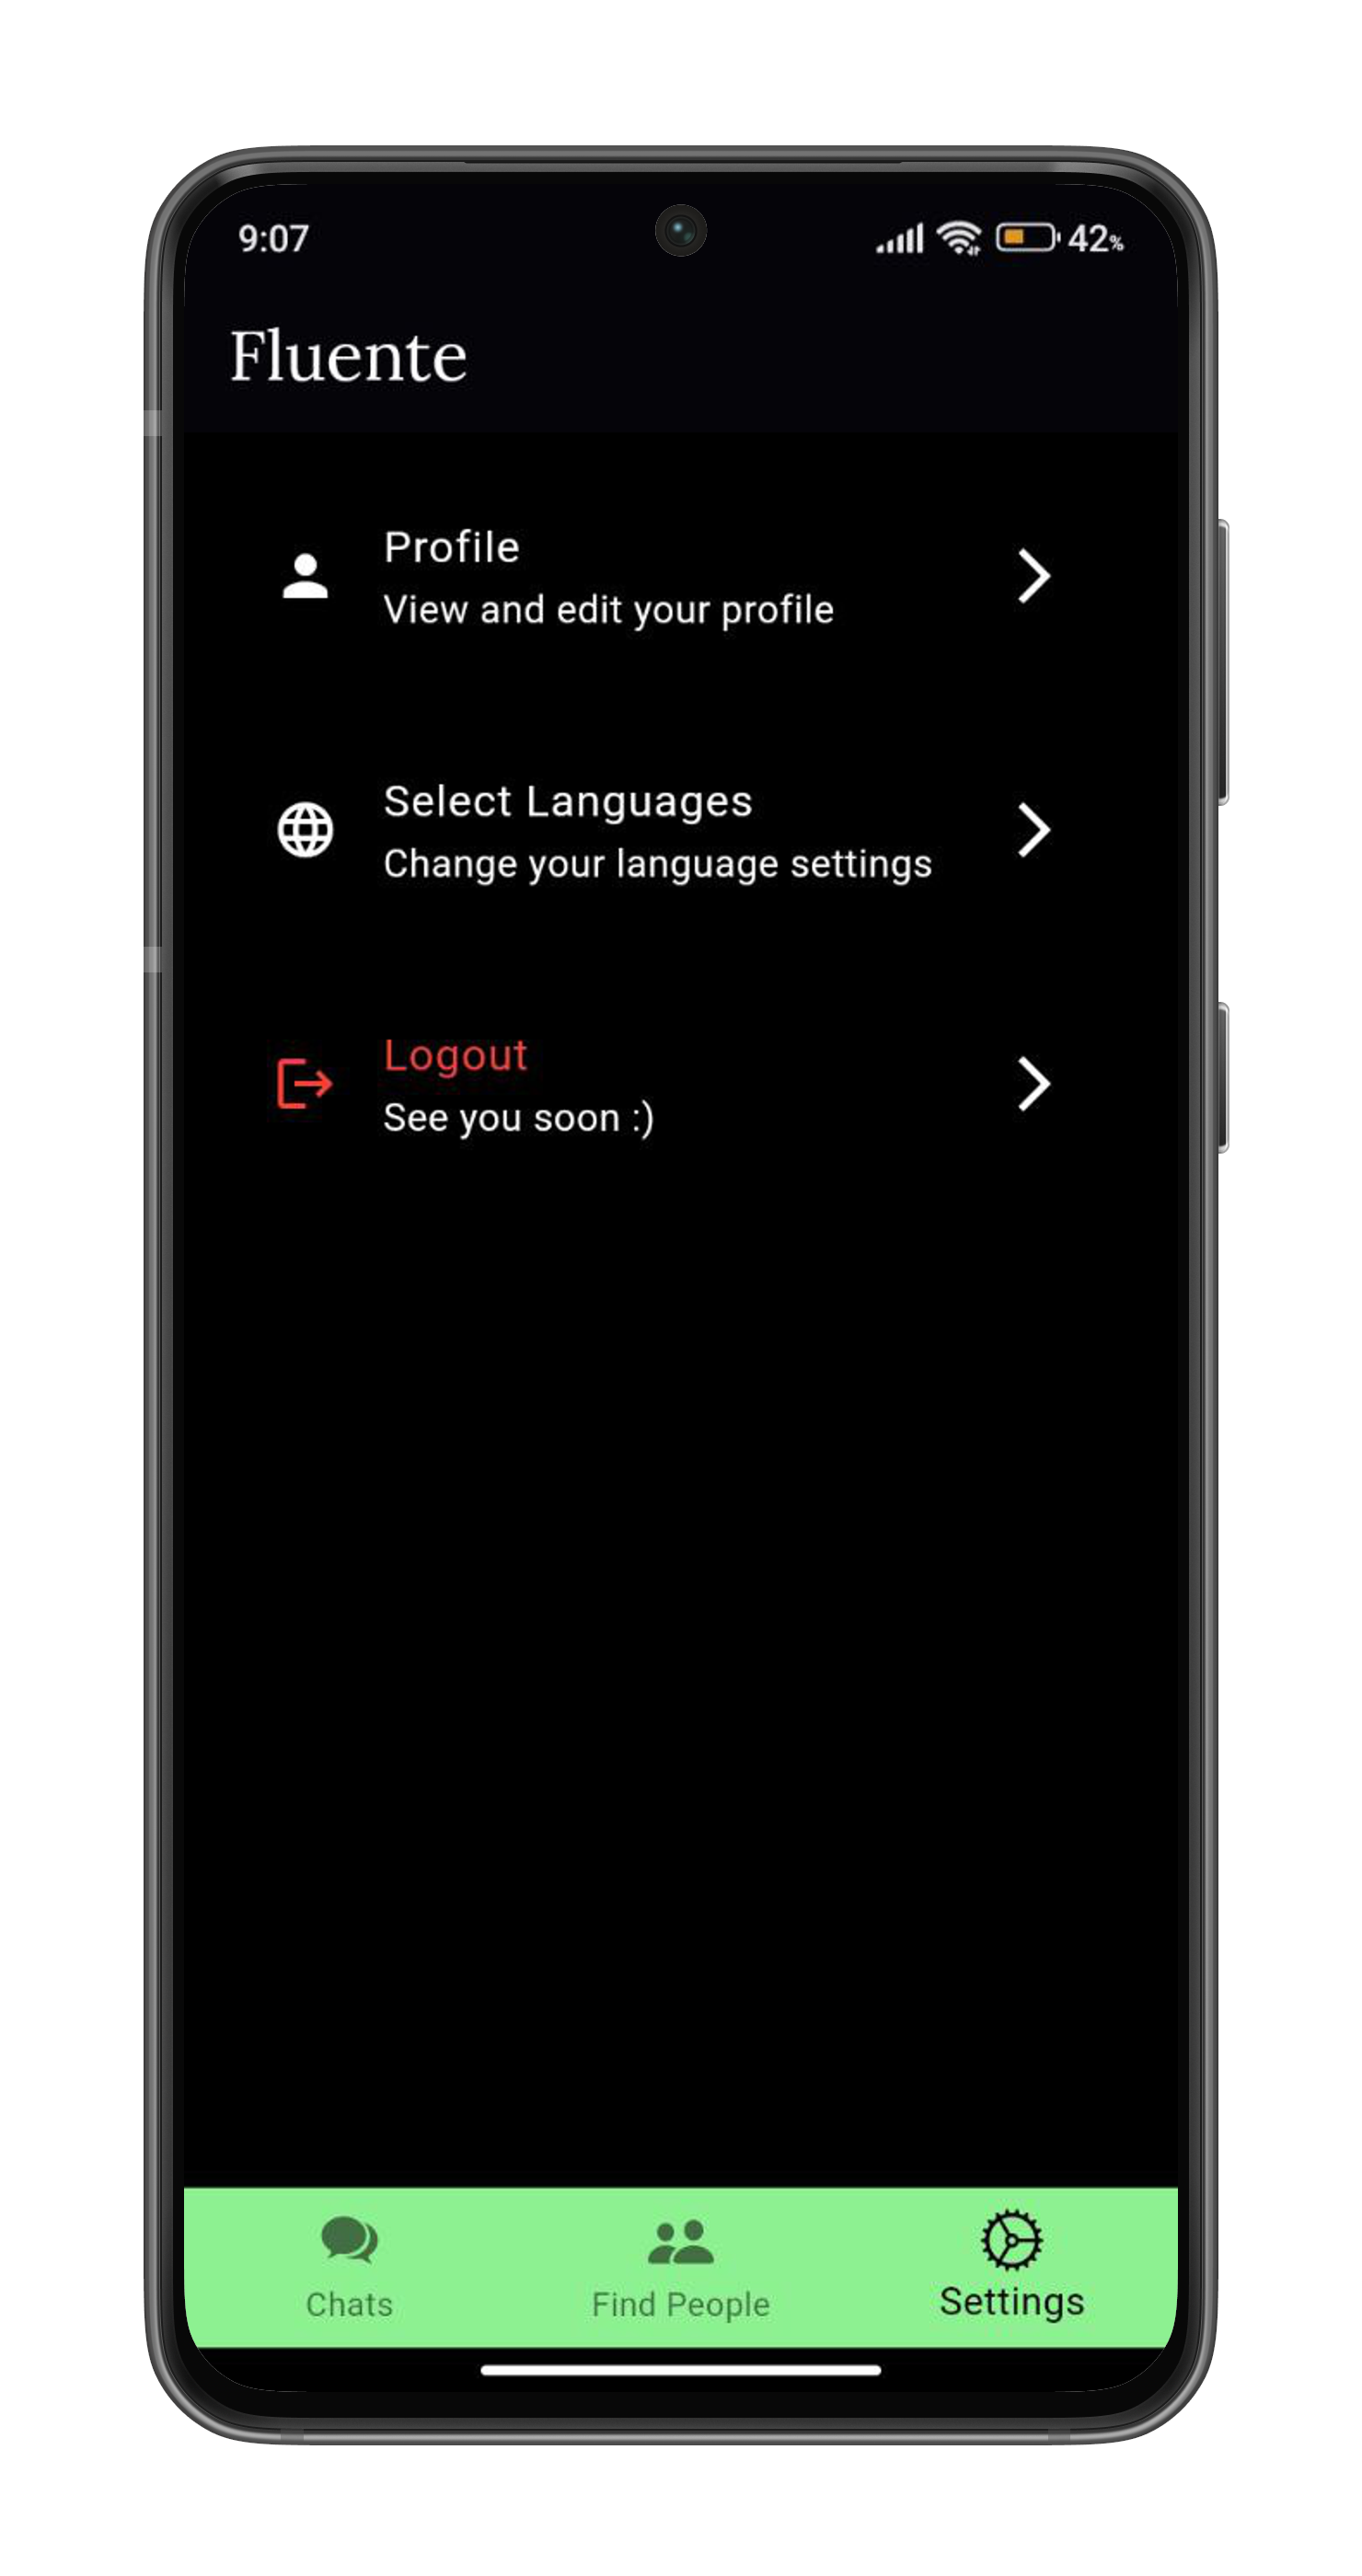 9:07 42%
Fluente
Profile
View and edit your profile
Select Languages
Change your language settings
Logout
See you soon :)
Chats Find People Settings